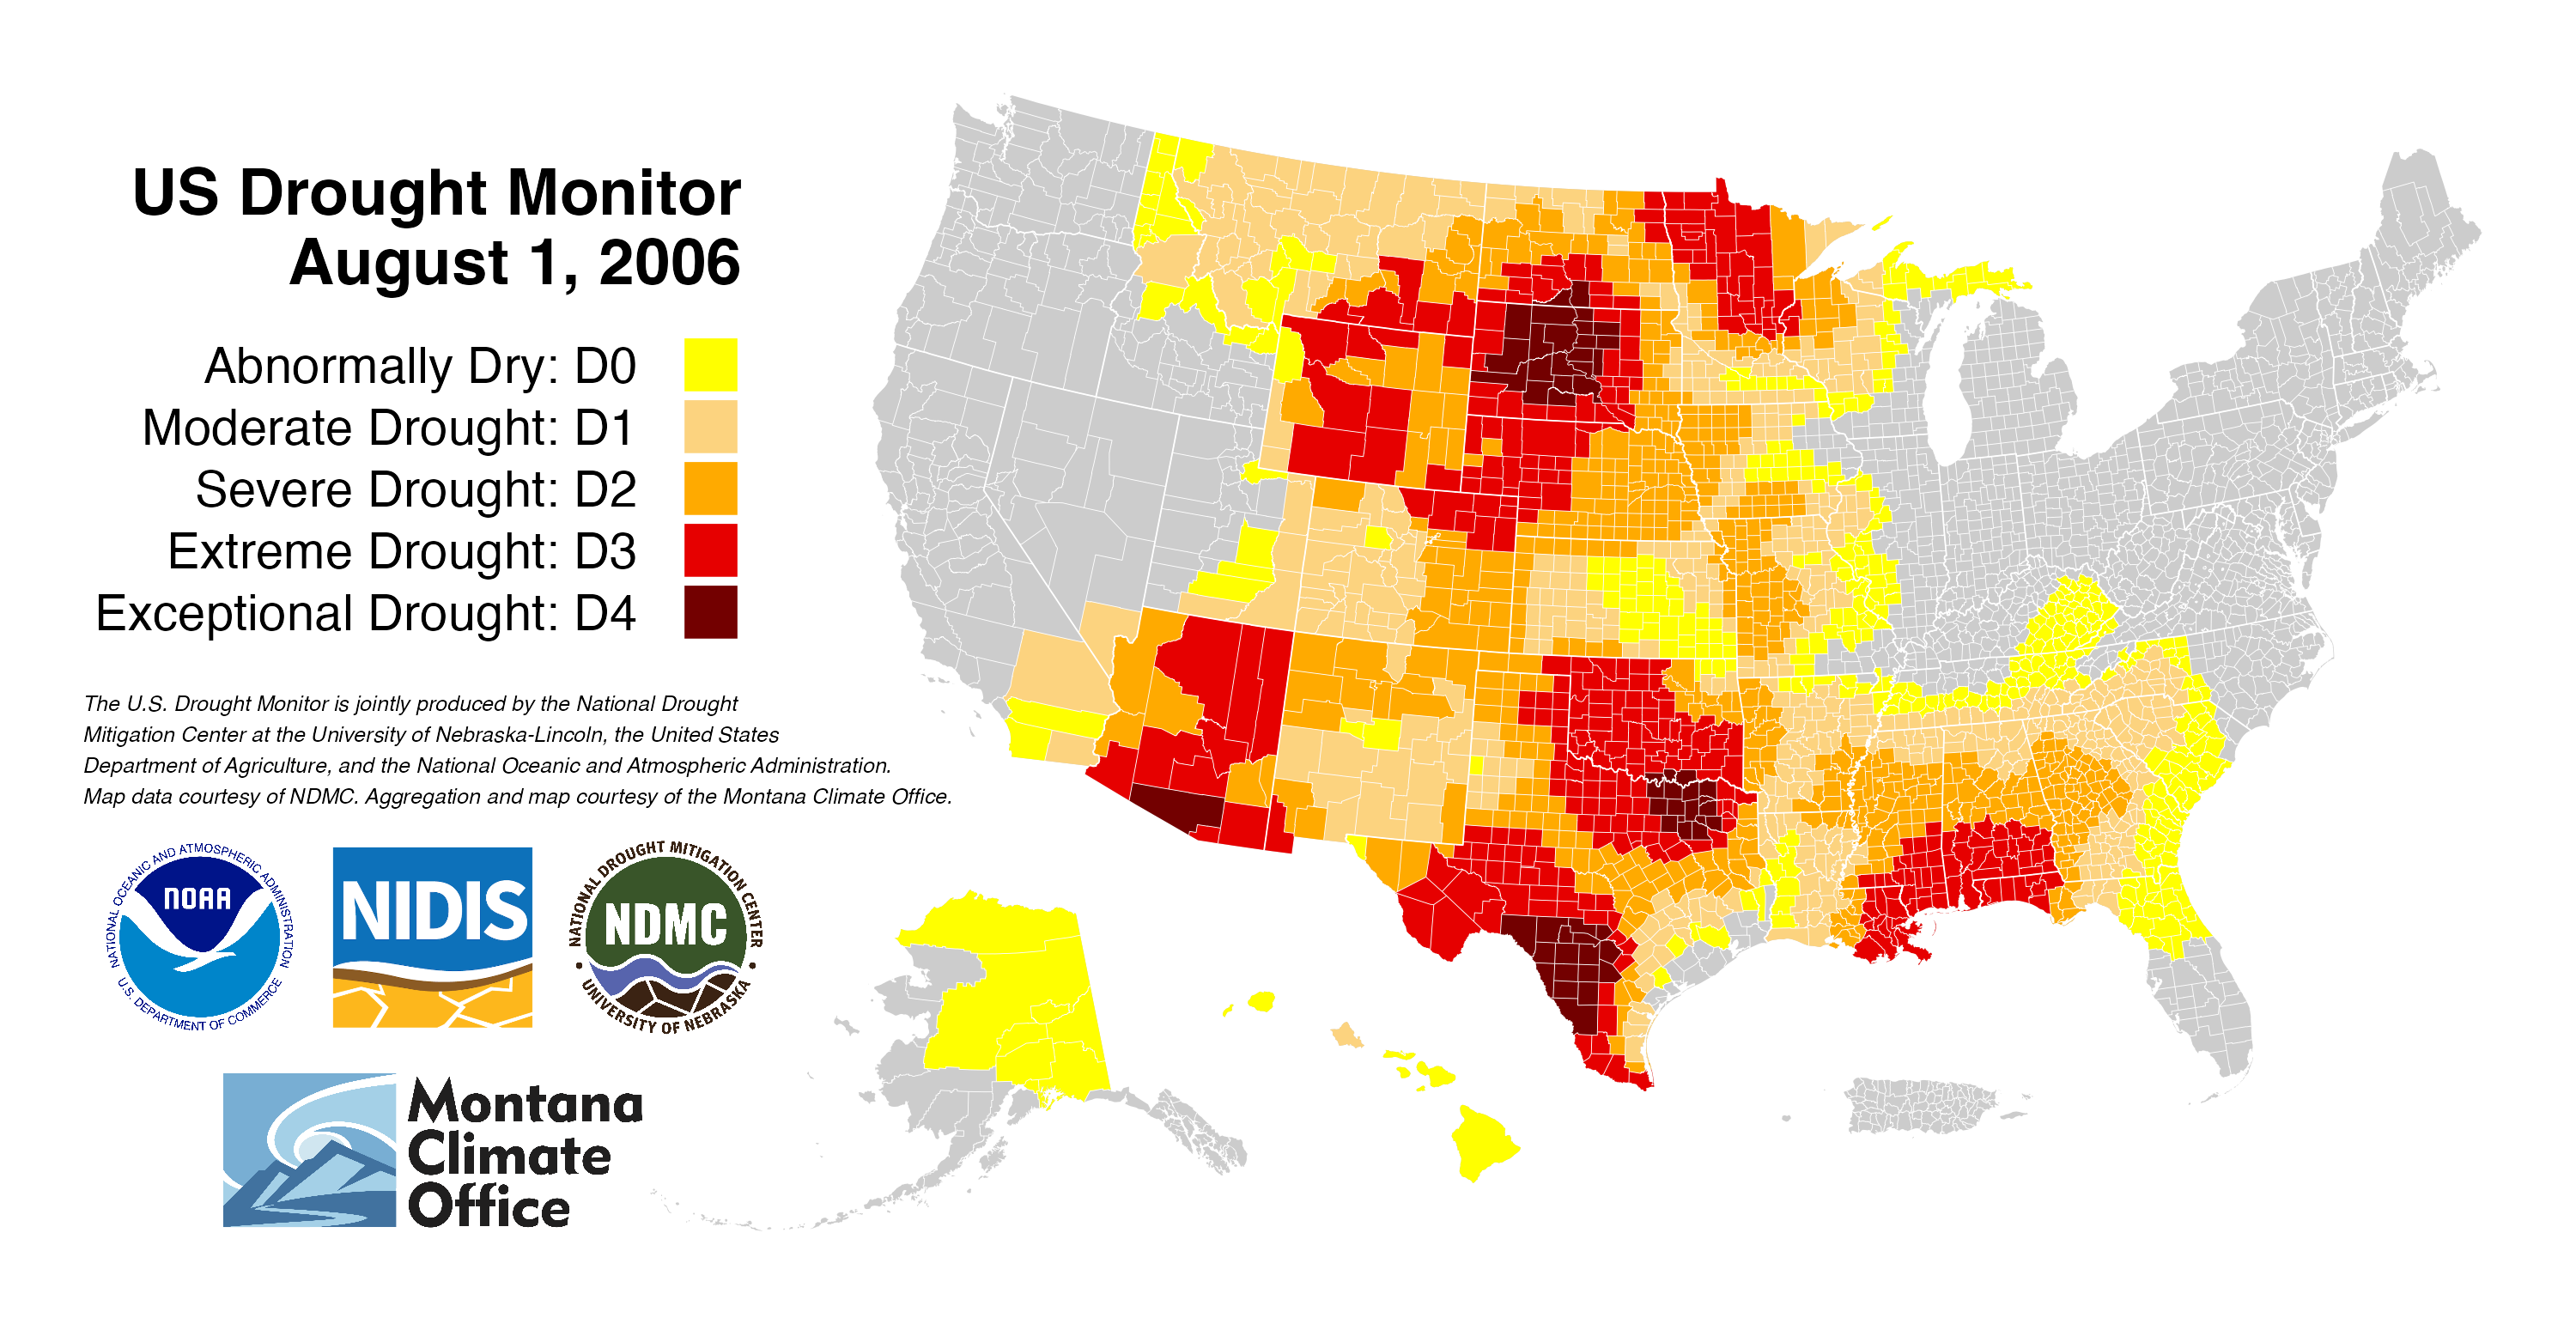 US Drought Monitor
August 1, 2006
Abnormally Dry: D0
Moderate Drought: D1
Severe Drought: D2
Extreme Drought: D3
Exceptional Drought: D4
The U.S. Drought Monitor is jointly produced by the National Drought
Mitigation Center at the University of Nebraska-Lincoln, the United States
Department of Agriculture, and the National Oceanic and Atmospheric Administration.
Map data courtesy of NDMC. Aggregation and map courtesy of the Montana Climate Office.
NATIONAL OCEANIC AND ATMOSPHERIC ADMINISTRATION
NOAA
U.S. DEPARTMENT OF COMMERCE
NIDIS
NATIONAL DROUGHT MITIGATION CENTER
NDMC
UNIVERSITY OF NEBRASKA
Montana
Climate
Office